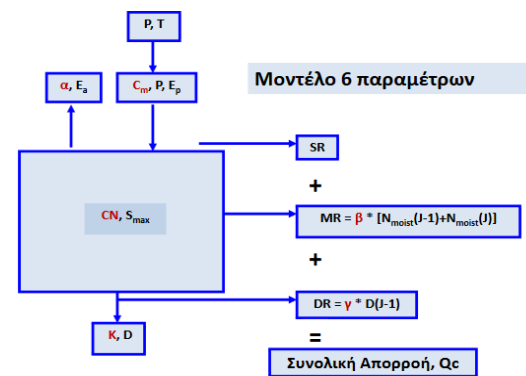 P, T
α, Eₐ
Cₘ, P, Eₚ
Μοντέλο 6 παραμέτρων
SR
+
CN, Sₘₐₓ
MR = β * [Nmoist(J-1)+Nmoist(J)]
+
DR = γ * D(J-1)
K, D
=
Συνολική Απορροή, Qc